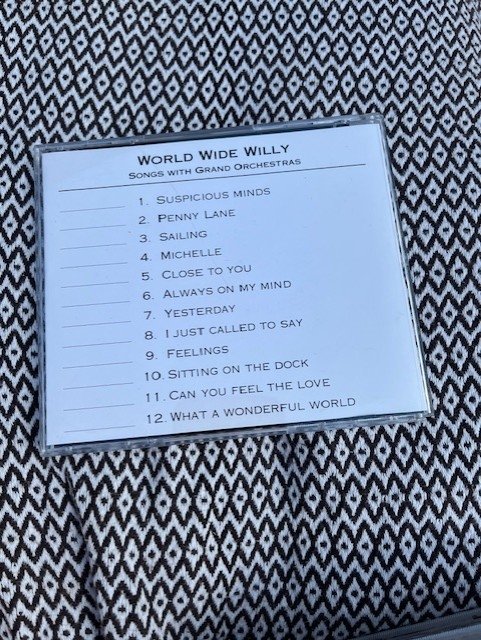 WORLD WIDE WILLY
SONGS WITH GRAND ORCHESTRAS
1. SUSPICIOUS MINDS
2. PENNY LANE
3. SAILING
4. MICHELLE
5. CLOSE TO YOU
6. ALWAYS ON MY MIND
7. YESTERDAY
8. I JUST CALLED TO SAY
9. FEELINGS
10. SITTING ON THE DOCK
11. CAN YOU FEEL THE LOVE
12. WHAT A WONDERFUL WORLD